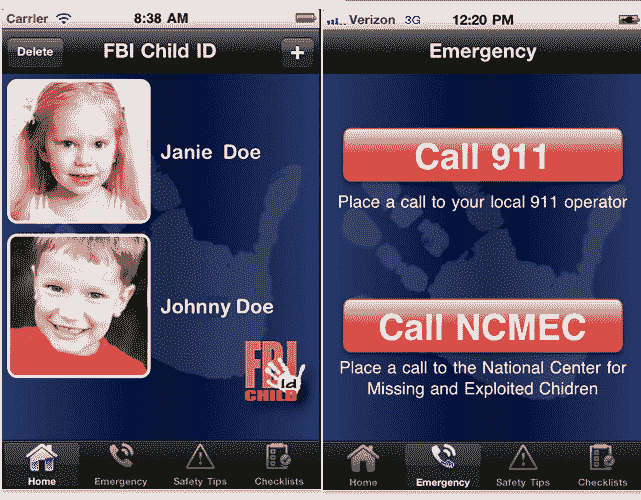 Carrier 8:38 AM
Delete FBI Child ID +
Janie Doe
Johnny Doe
FBI
Id
CHILD
Home Emergency Safety Tips Checklists
Verizon 3G 12:20 PM
Emergency
Call 911
Place a call to your local 911 operator
Call NCMEC
Place a call to the National Center for
Missing and Exploited Chidren
Home Emergency Safety Tips Checklists